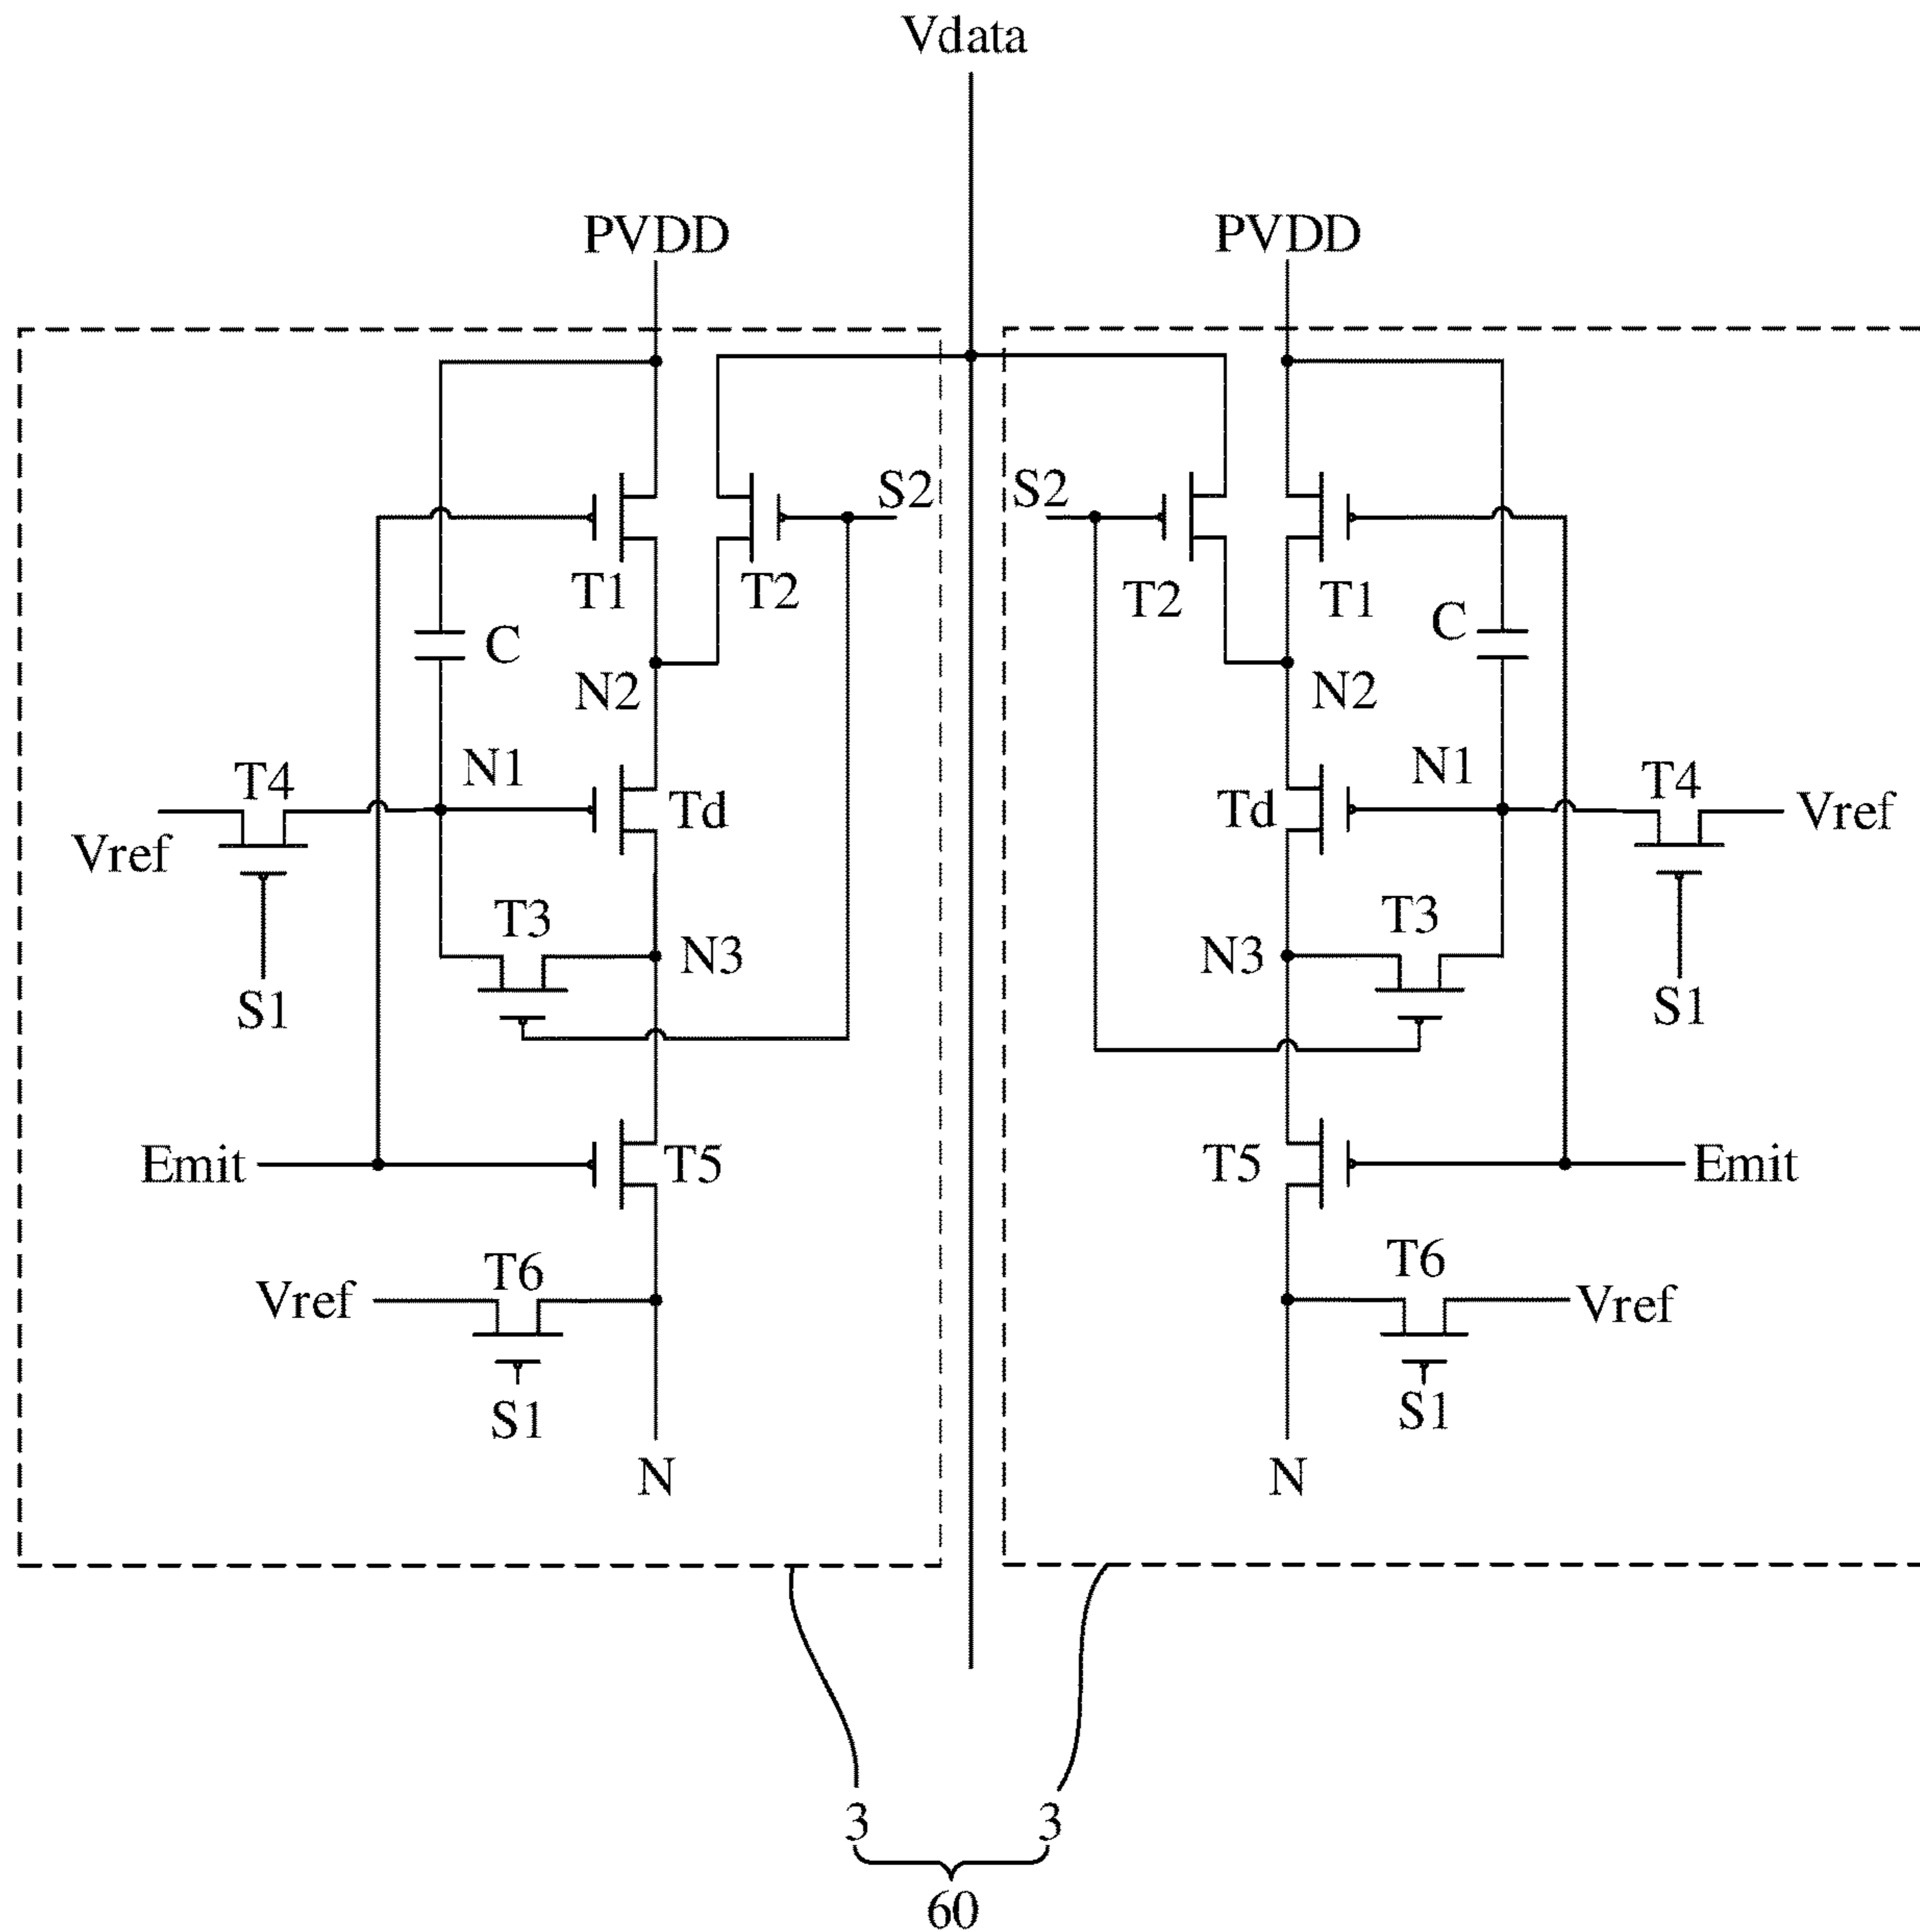 Vdata
PVDD PVDD
S2 S2
T1 T2 T2 T1
C C
N2 N2
T4 N1 N1 T4
Td Td
Vref Vref
T3 T3
N3 N3
S1 S1
Emit T5 T5 Emit
T6 T6
Vref Vref
S1 S1
N N
3 3
60